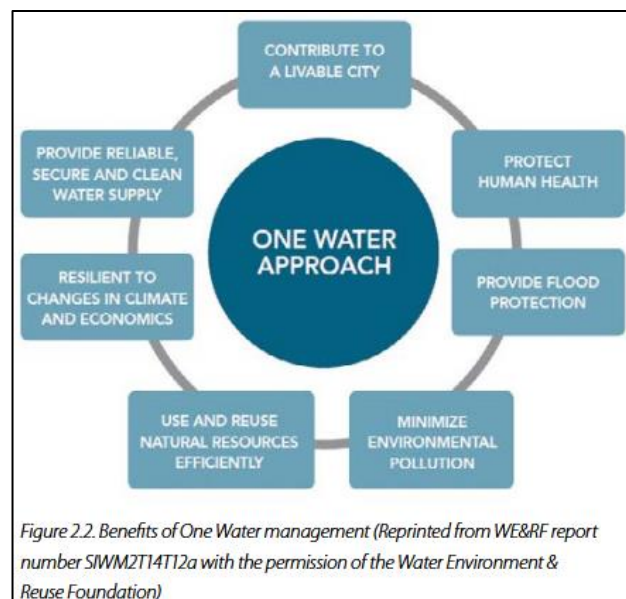 CONTRIBUTE TO
A LIVABLE CITY
PROTECT
HUMAN HEALTH
PROVIDE FLOOD
PROTECTION
MINIMIZE
ENVIRONMENTAL
POLLUTION
USE AND REUSE
NATURAL RESOURCES
EFFICIENTLY
RESILIENT TO
CHANGES IN CLIMATE
AND ECONOMICS
PROVIDE RELIABLE,
SECURE AND CLEAN
WATER SUPPLY
ONE WATER
APPROACH
Figure 2.2. Benefits of One Water management (Reprinted from WE&RF report
number SIWM2T14T12a with the permission of the Water Environment &
Reuse Foundation)